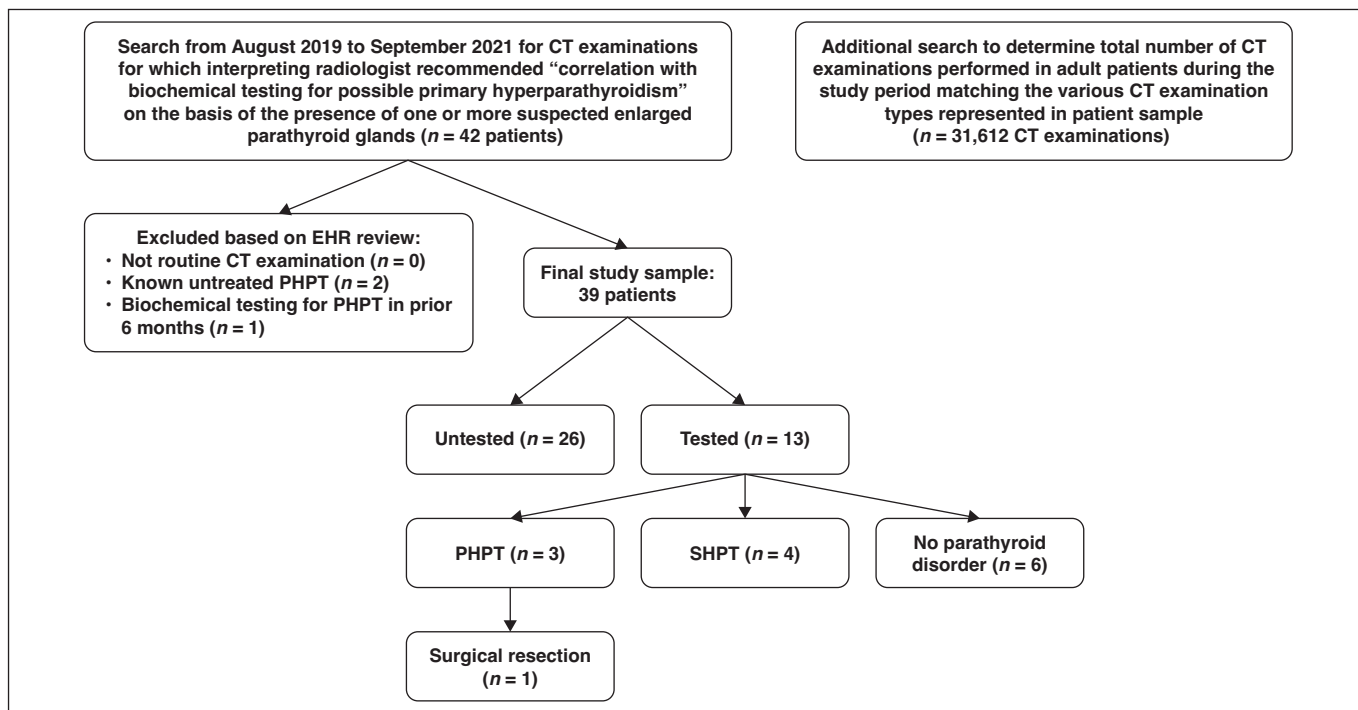 Search from August 2019 to September 2021 for CT examinations
for which interpreting radiologist recommended “correlation with
biochemical testing for possible primary hyperparathyroidism”
on the basis of the presence of one or more suspected enlarged
parathyroid glands (n = 42 patients)
Additional search to determine total number of CT
examinations performed in adult patients during the
study period matching the various CT examination
types represented in patient sample
(n = 31,612 CT examinations)
Excluded based on EHR review:
• Not routine CT examination (n = 0)
• Known untreated PHPT (n = 2)
• Biochemical testing for PHPT in prior
6 months (n = 1)
Final study sample:
39 patients
Untested (n = 26)
Tested (n = 13)
PHPT (n = 3)
SHPT (n = 4)
No parathyroid
disorder (n = 6)
Surgical resection
(n = 1)